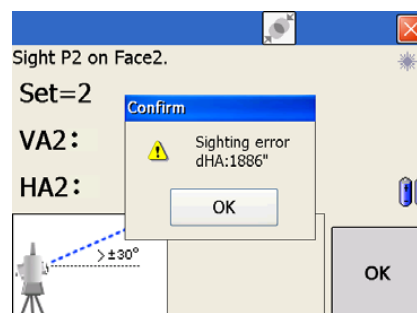 Sight P2 on Face2.
Set=2
Confirm
VA2:
Sighting error
dHA:1886"
HA2:
OK
>±30°
OK